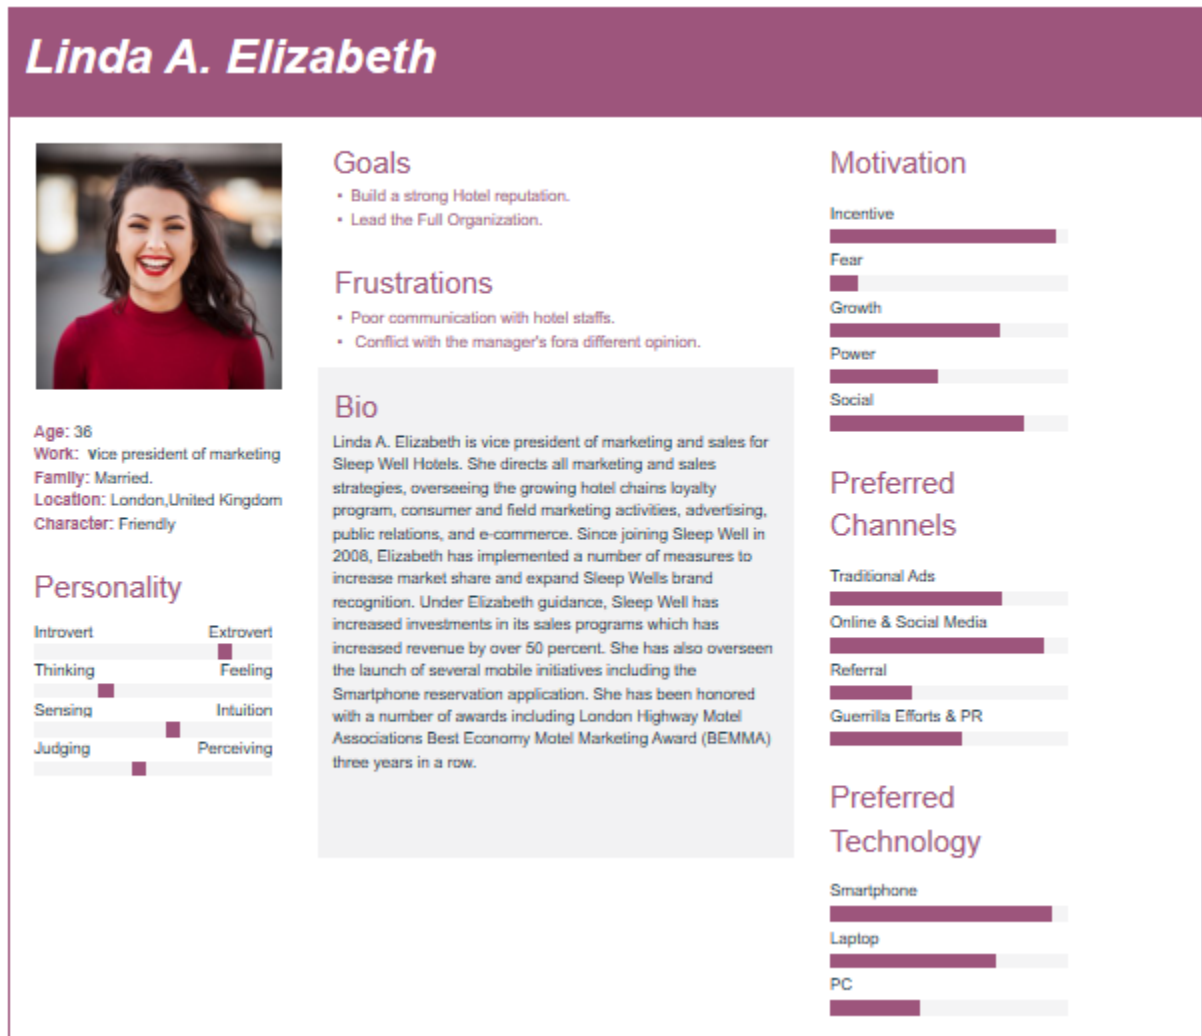 Linda A. Elizabeth
Age: 36
Work: vice president of marketing
Family: Married.
Location: London,United Kingdom
Character: Friendly
Personality
Introvert Extrovert
Thinking Feeling
Sensing Intuition
Judging Perceiving
Goals
• Build a strong Hotel reputation.
• Lead the Full Organization.
Frustrations
• Poor communication with hotel staffs.
• Conflict with the manager's fora different opinion.
Bio
Linda A. Elizabeth is vice president of marketing and sales for
Sleep Well Hotels. She directs all marketing and sales
strategies, overseeing the growing hotel chains loyalty
program, consumer and field marketing activities, advertising,
public relations, and e-commerce. Since joining Sleep Well in
2008, Elizabeth has implemented a number of measures to
increase market share and expand Sleep Wells brand
recognition. Under Elizabeth guidance, Sleep Well has
increased investments in its sales programs which has
increased revenue by over 50 percent. She has also overseen
the launch of several mobile initiatives including the
Smartphone reservation application. She has been honored
with a number of awards including London Highway Motel
Associations Best Economy Motel Marketing Award (BEMMA)
three years in a row.
Motivation
Incentive
Fear
Growth
Power
Social
Preferred
Channels
Traditional Ads
Online & Social Media
Referral
Guerrilla Efforts & PR
Preferred
Technology
Smartphone
Laptop
PC